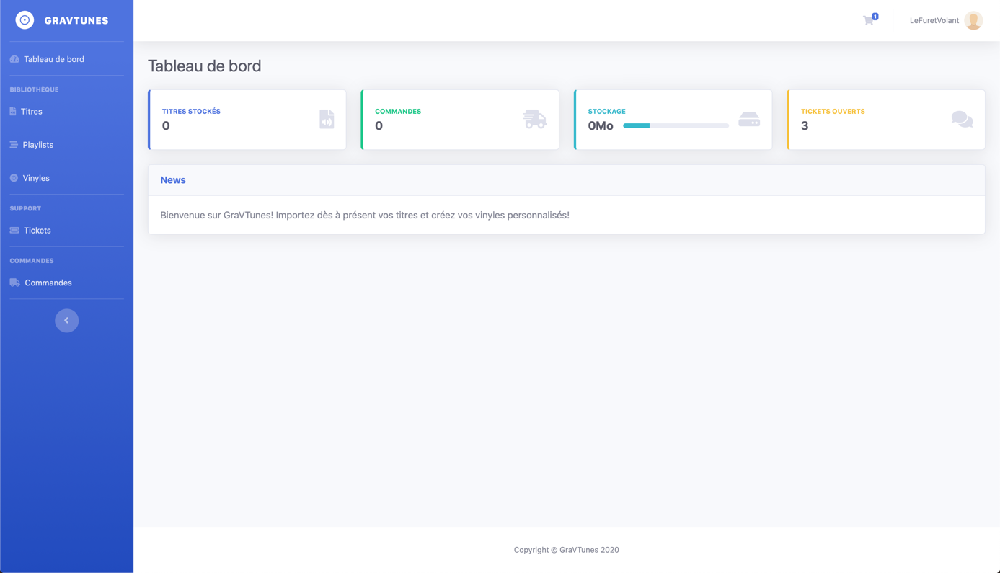 GRAVTUNES
1
LeFuretVolant
Tableau de bord
BIBLIOTHÈQUE
Titres
Playlists
Vinyles
SUPPORT
Tickets
COMMANDES
Commandes
Tableau de bord
TITRES STOCKÉS
0
COMMANDES
0
STOCKAGE
0Mo
TICKETS OUVERTS
3
News
Bienvenue sur GraVTunes! Importez dès à présent vos titres et créez vos vinyles personnalisés!
Copyright © GraVTunes 2020